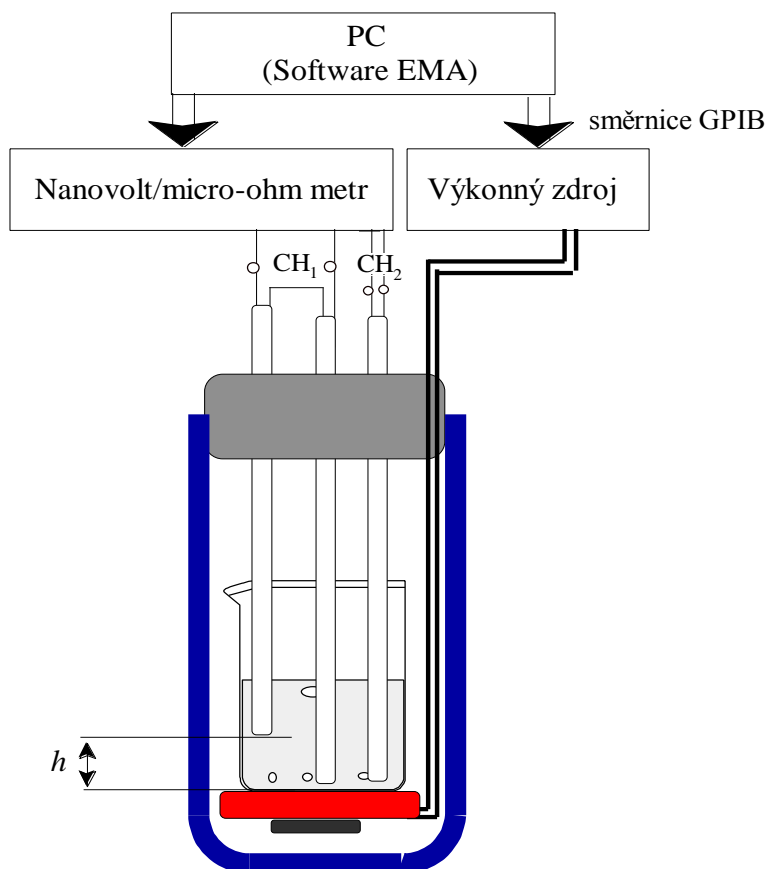 PC
(Software EMA)
směrnice GPIB
Nanovolt/micro-ohm metr
Výkonný zdroj
CH₁
CH₂
h